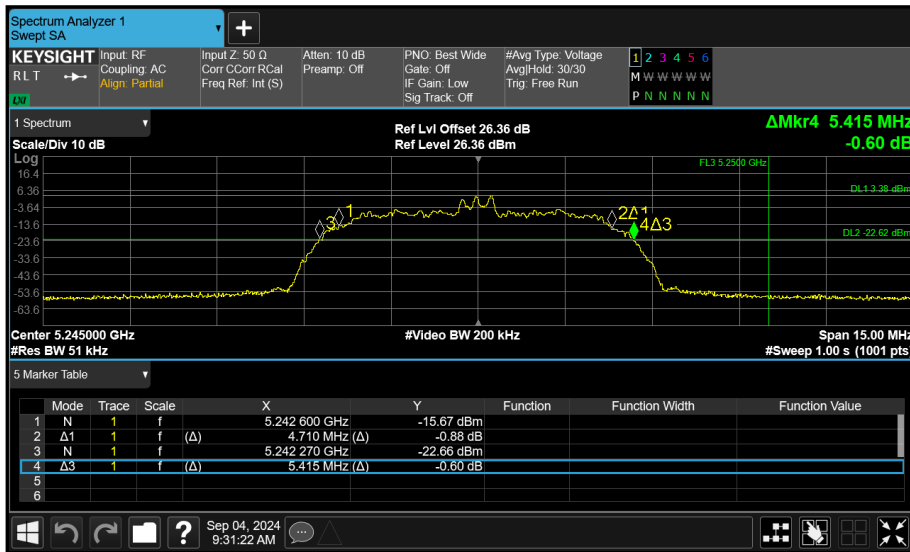 Spectrum Analyzer 1
Swept SA
KEYSIGHT Input: RF Input Z: 50 Ω Atten: 10 dB PNO: Best Wide #Avg Type: Voltage 1 2 3 4 5 6
RLT Coupling: AC Corr CCorr RCal Preamp: Off Gate: Off Avg|Hold: 30/30 M W W W W W
Align: Partial Freq Ref: Int (S) IF Gain: Low Trig: Free Run
LXI Sig Track: Off P N N N N N
1 Spectrum
Ref Lvl Offset 26.36 dB ΔMkr4 5.415 MHz
Scale/Div 10 dB Ref Level 26.36 dBm -0.60 dB
Log FL3 5.2500 GHz
16.4
6.36 DL1 3.38 dBm
-3.64
1 2Δ1
-13.6 3 4Δ3
-23.6 DL2 -22.62 dBm
-33.6
-43.6
-53.6
-63.6
Center 5.245000 GHz #Video BW 200 kHz Span 15.00 MHz
#Res BW 51 kHz #Sweep 1.00 s (1001 pts
5 Marker Table
Mode Trace Scale X Y Function Function Width Function Value
1 N 1 f 5.242 600 GHz -15.67 dBm
2 Δ1 1 f (Δ) 4.710 MHz (Δ) -0.88 dB
3 N 1 f 5.242 270 GHz -22.66 dBm
4 Δ3 1 f (Δ) 5.415 MHz (Δ) -0.60 dB
5
6
? Sep 04, 2024
9:31:22 AM